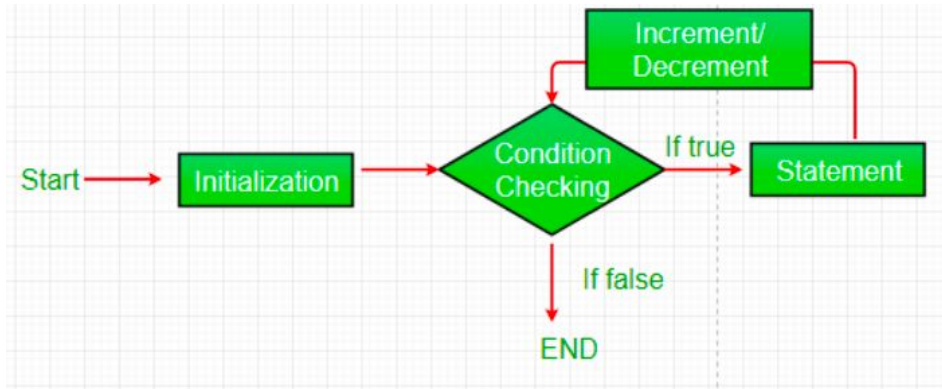 Increment/
Decrement
Start
Initialization
Condition
Checking
If true
Statement
If false
END